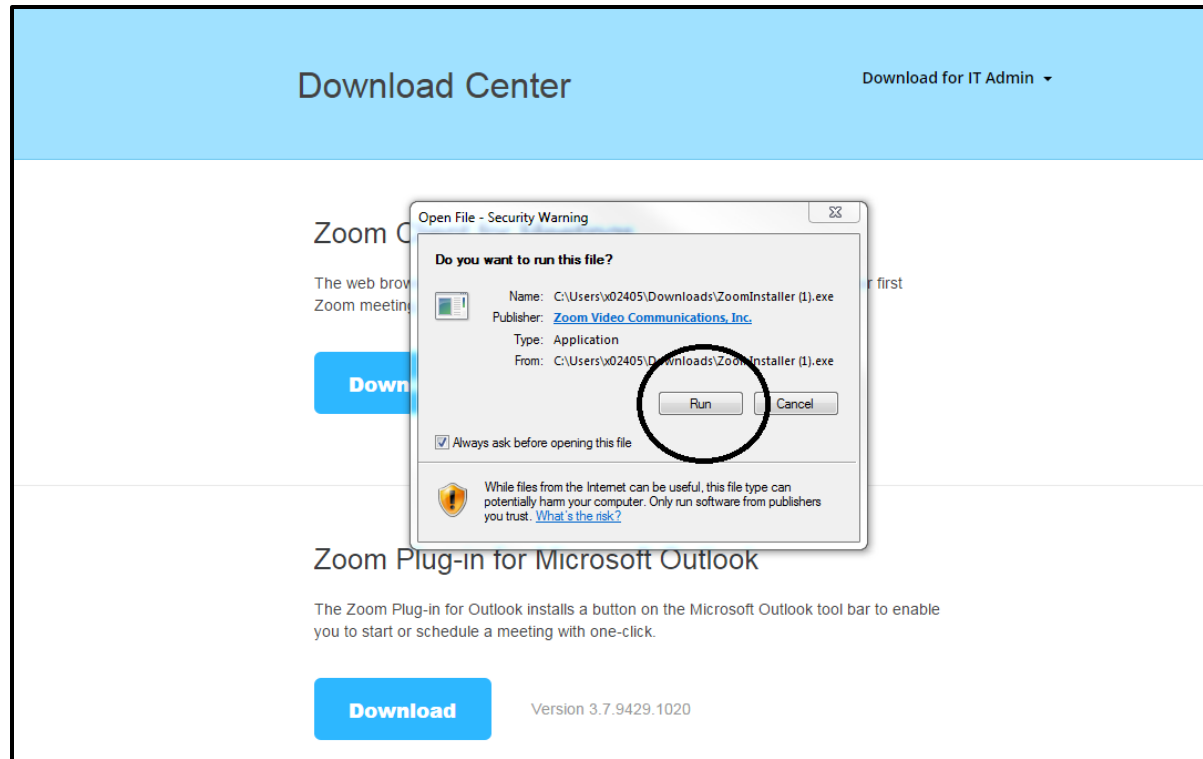 Download Center
Download for IT Admin
Open File - Security Warning
Zoom C
Do you want to run this file?
The web brow
r first
Zoom meeting
Name: C:\Users\x02405\Downloads\ZoomInstaller (1).exe
Publisher: Zoom Video Communications, Inc.
Type: Application
From: C:\Users\x02405\Downloads\ZoomInstaller (1).exe
Down
Run Cancel
Always ask before opening this file
While files from the Internet can be useful, this file type can
potentially harm your computer. Only run software from publishers
you trust. What's the risk?
Zoom Plug-in for Microsoft Outlook
The Zoom Plug-in for Outlook installs a button on the Microsoft Outlook tool bar to enable
you to start or schedule a meeting with one-click.
Download Version 3.7.9429.1020